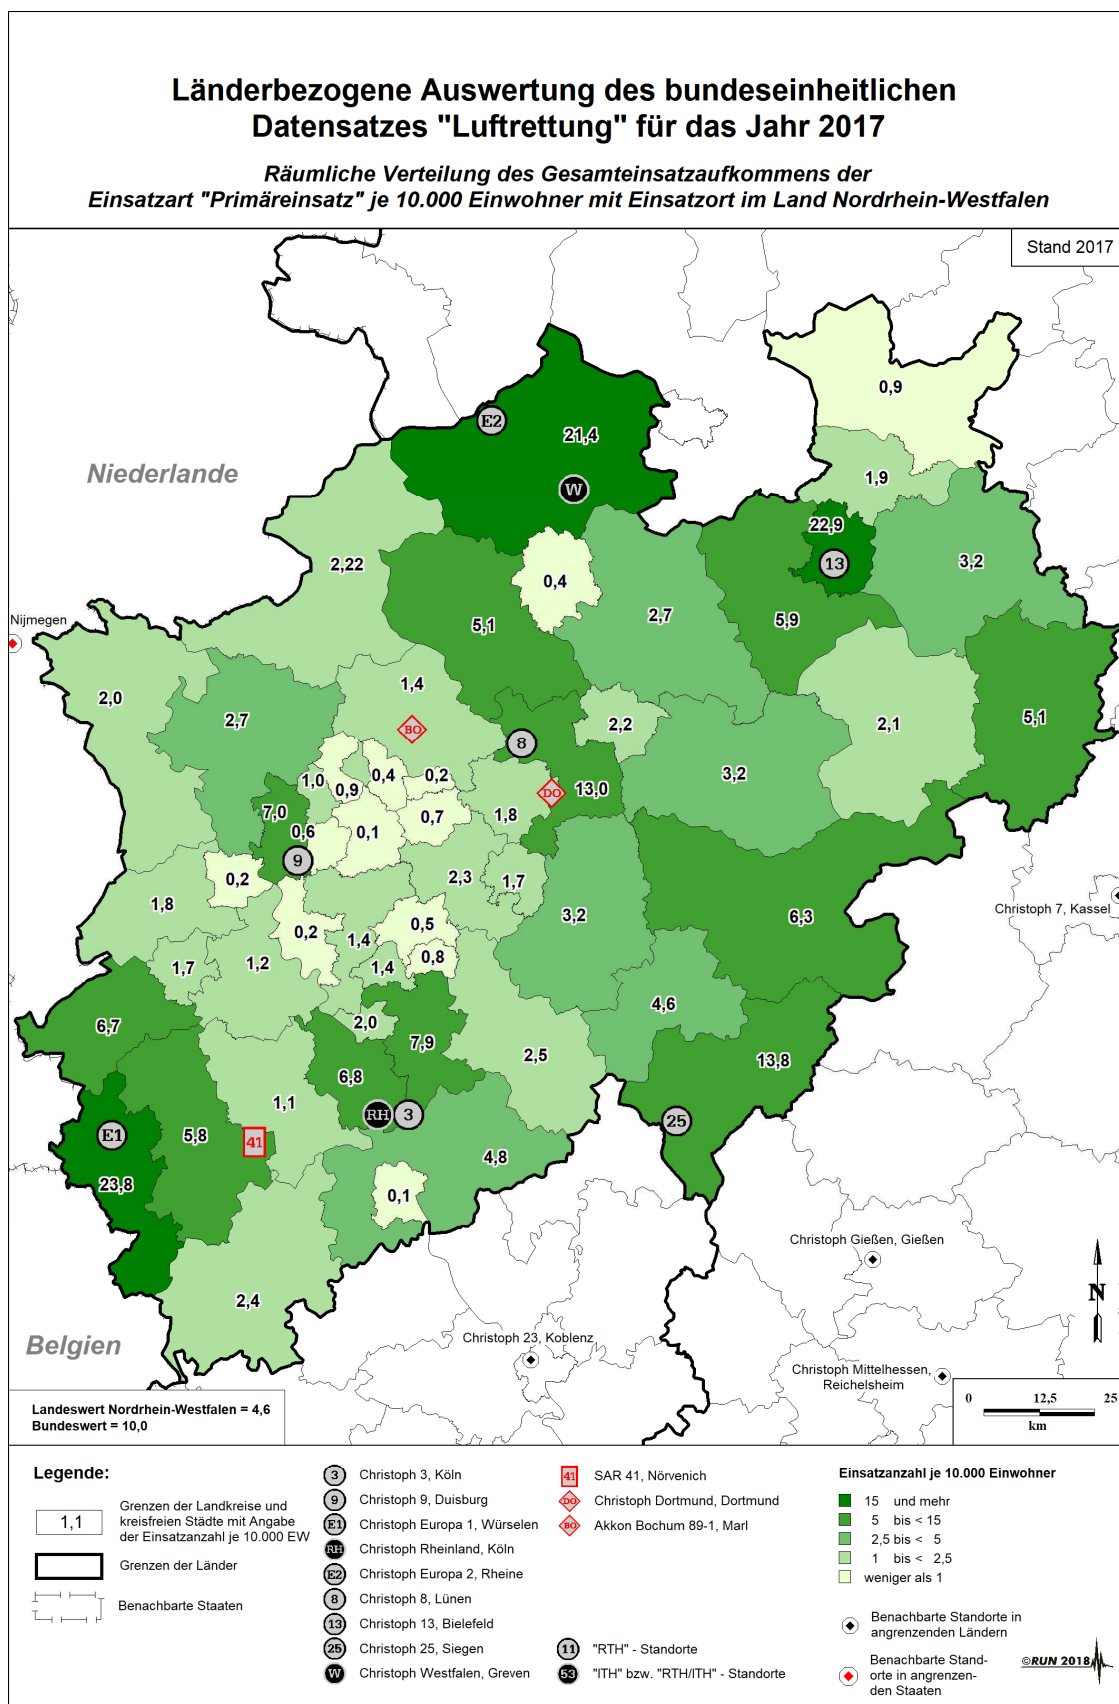 Länderbezogene Auswertung des bundeseinheitlichen
Datensatzes "Luftrettung" für das Jahr 2017
Räumliche Verteilung des Gesamteinsatzaufkommens der
Einsatzart "Primäreinsatz" je 10.000 Einwohner mit Einsatzort im Land Nordrhein-Westfalen
Stand 2017
0,9
E2
21,4
Niederlande
1,9
W
22,9
2,22
0,4
13
3,2
Nijmegen
5,1
2,7
5,9
2,0
1,4
2,7
2,2
2,1
5,1
BO
8
1,0
0,4
0,2
3,2
0,9
DO
13,0
7,0
0,6
0,1
0,7
1,8
9
0,2
2,3
1,7
1,8
3,2
6,3
Christoph 7, Kassel
0,5
0,2
1,4
0,8
1,7
1,2
1,4
4,6
6,7
2,0
7,9
2,5
13,8
6,8
1,1
RH
3
25
E1
5,8
41
4,8
23,8
0,1
Christoph Gießen, Gießen
2,4
N
Belgien
Christoph 23, Koblenz
Christoph Mittelhessen,
Reichelsheim
0 12,5 25
km
Landeswert Nordrhein-Westfalen = 4,6
Bundeswert = 10,0
Legende:
1,1
Grenzen der Landkreise und
kreisfreien Städte mit Angabe
der Einsatzanzahl je 10.000 EW
Grenzen der Länder
Benachbarte Staaten
3 Christoph 3, Köln
9 Christoph 9, Duisburg
E1 Christoph Europa 1, Würselen
RH Christoph Rheinland, Köln
E2 Christoph Europa 2, Rheine
8 Christoph 8, Lünen
13 Christoph 13, Bielefeld
25 Christoph 25, Siegen
W Christoph Westfalen, Greven
41 SAR 41, Nörvenich
DO Christoph Dortmund, Dortmund
BO Akkon Bochum 89-1, Marl
11 "RTH" - Standorte
53 "ITH" bzw. "RTH/ITH" - Standorte
Einsatzanzahl je 10.000 Einwohner
15 und mehr
5 bis < 15
2,5 bis < 5
1 bis < 2,5
weniger als 1
Benachbarte Standorte in
angrenzenden Ländern
Benachbarte Stand-
orte in angrenzen-
den Staaten
©RUN 2018